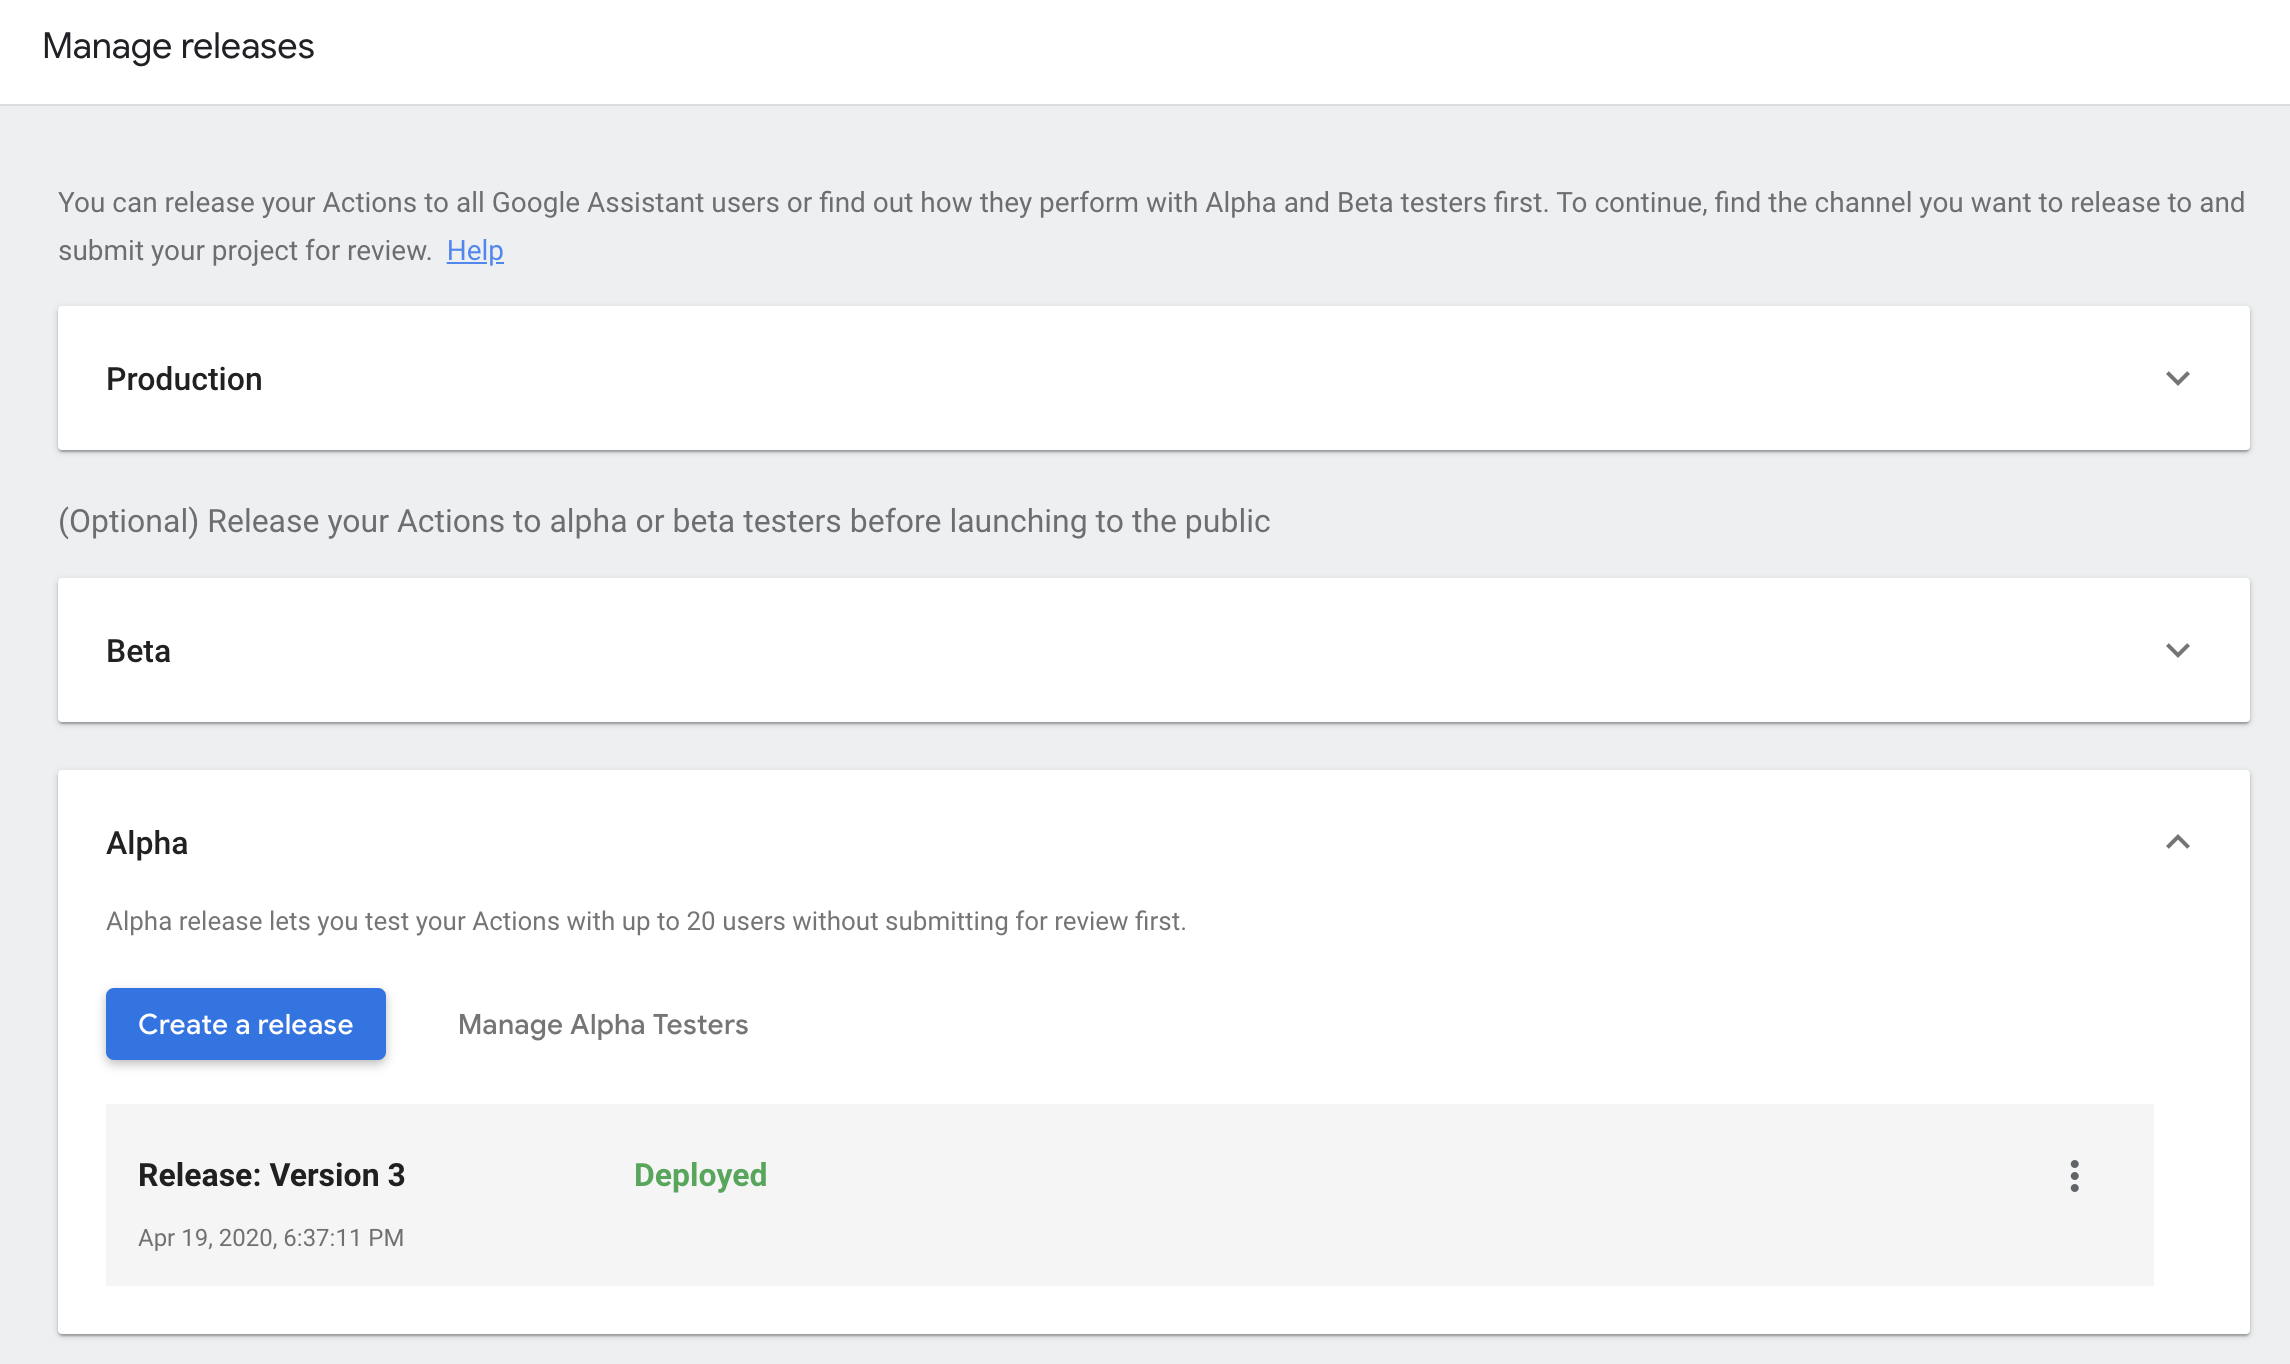 Manage releases
You can release your Actions to all Google Assistant users or find out how they perform with Alpha and Beta testers first. To continue, find the channel you want to release to and
submit your project for review. Help
Production
(Optional) Release your Actions to alpha or beta testers before launching to the public
Beta
Alpha
Alpha release lets you test your Actions with up to 20 users without submitting for review first.
Create a release
Manage Alpha Testers
Release: Version 3
Deployed
Apr 19, 2020, 6:37:11 PM